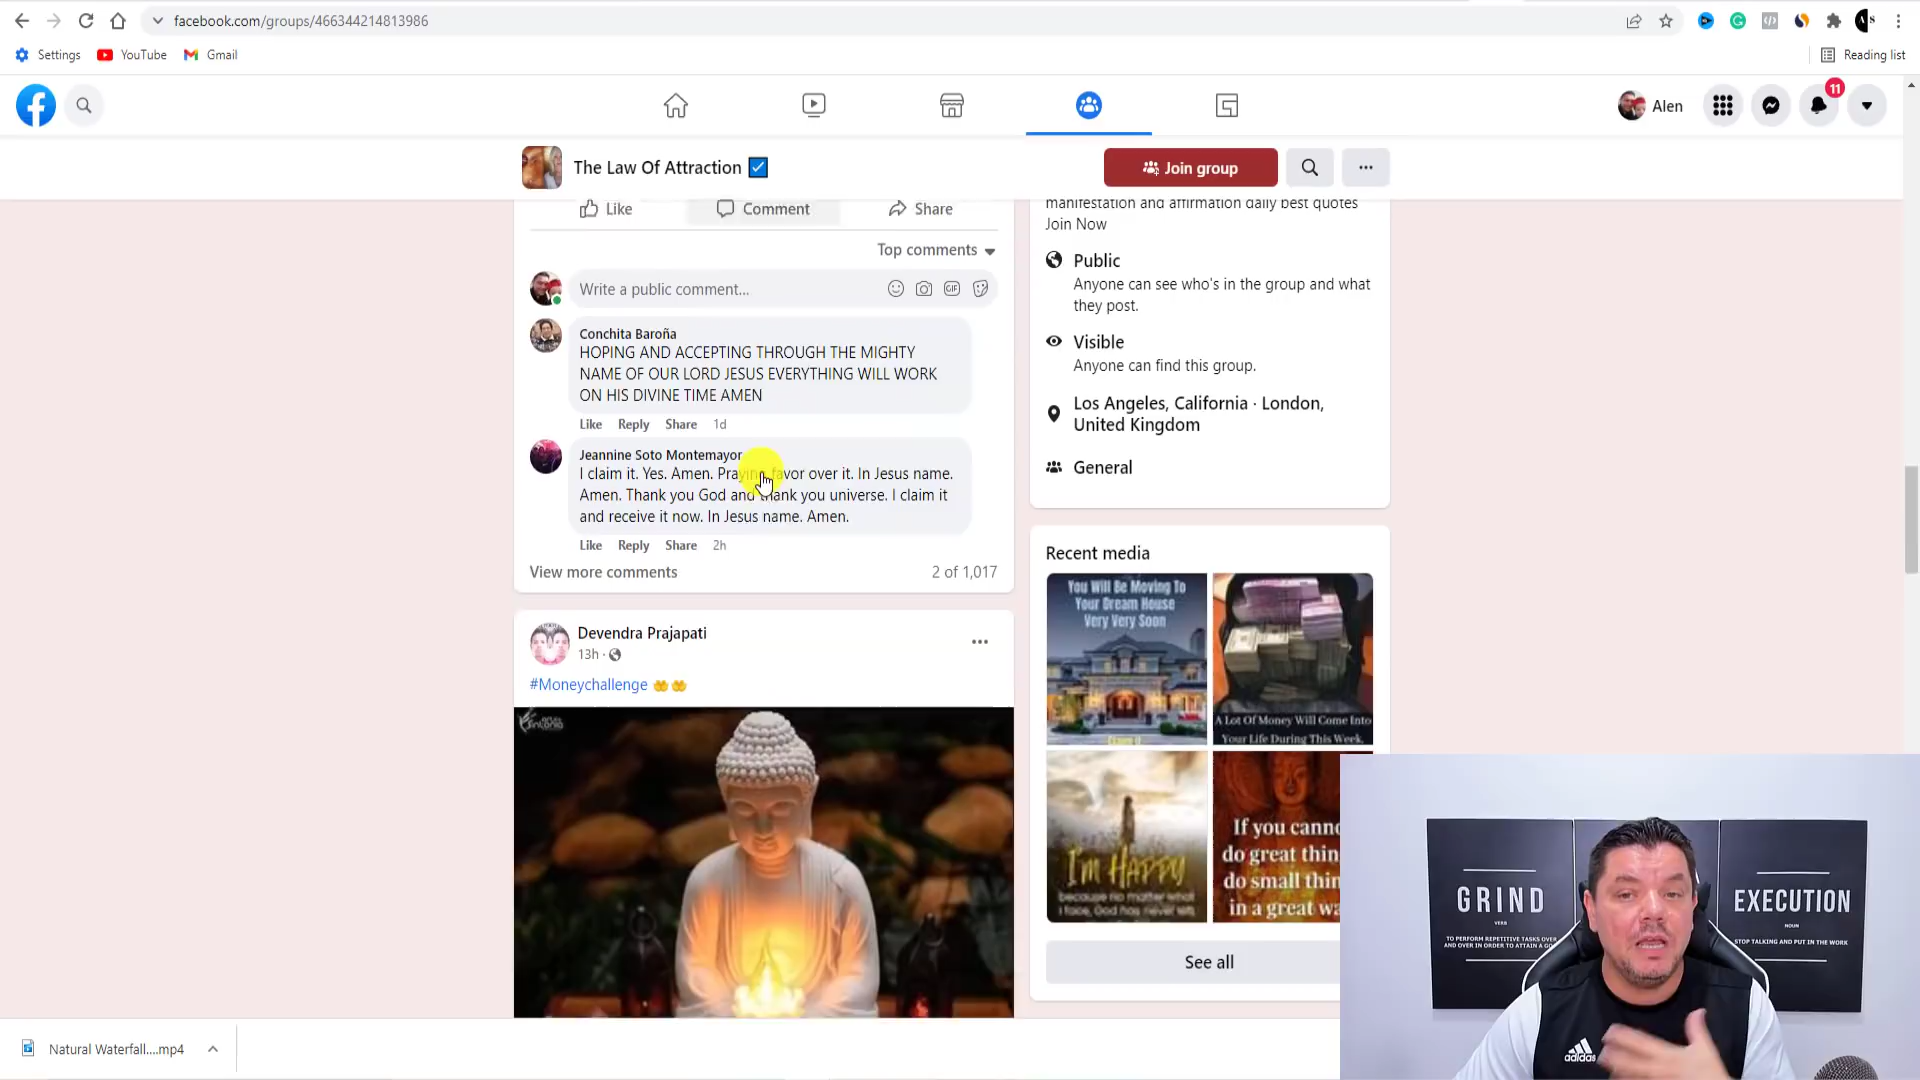 facebook.com/groups/466344214813986
Settings
YouTube
Gmail
Reading list
Alen
11
The Law Of Attraction
Join group
Like
Comment
Share
Top comments
Write a public comment...
GIF
Conchita Baroña
HOPING AND ACCEPTING THROUGH THE MIGHTY
NAME OF OUR LORD JESUS EVERYTHING WILL WORK
ON HIS DIVINE TIME AMEN
Like Reply Share 1d
Jeannine Soto Montemayor
I claim it. Yes. Amen. Praying favor over it. In Jesus name.
Amen. Thank you God and thank you universe. I claim it
and receive it now. In Jesus name. Amen.
Like Reply Share 2h
View more comments
2 of 1,017
Devendra Prajapati
13h
#Moneychallenge
manifestation and affirmation daily best quotes
Join Now
Public
Anyone can see who's in the group and what
they post.
Visible
Anyone can find this group.
Los Angeles, California · London,
United Kingdom
General
Recent media
You Will Be Moving To
Your Dream House
Very Very Soon
A Lot Of Money Will Come Into
Your Life During This Week.
I'm HAPPY
because no matter what
I face, God has never left
If you canno
do great thin
do small thin
in a great wa
See all
GRIND
VERB
TO PERFORM REPETITIVE TASKS OVER
AND OVER IN ORDER TO ATTAIN A GO
EXECUTION
NOUN
STOP TALKING AND PUT IN THE WORK
adidas
Natural Waterfall....mp4